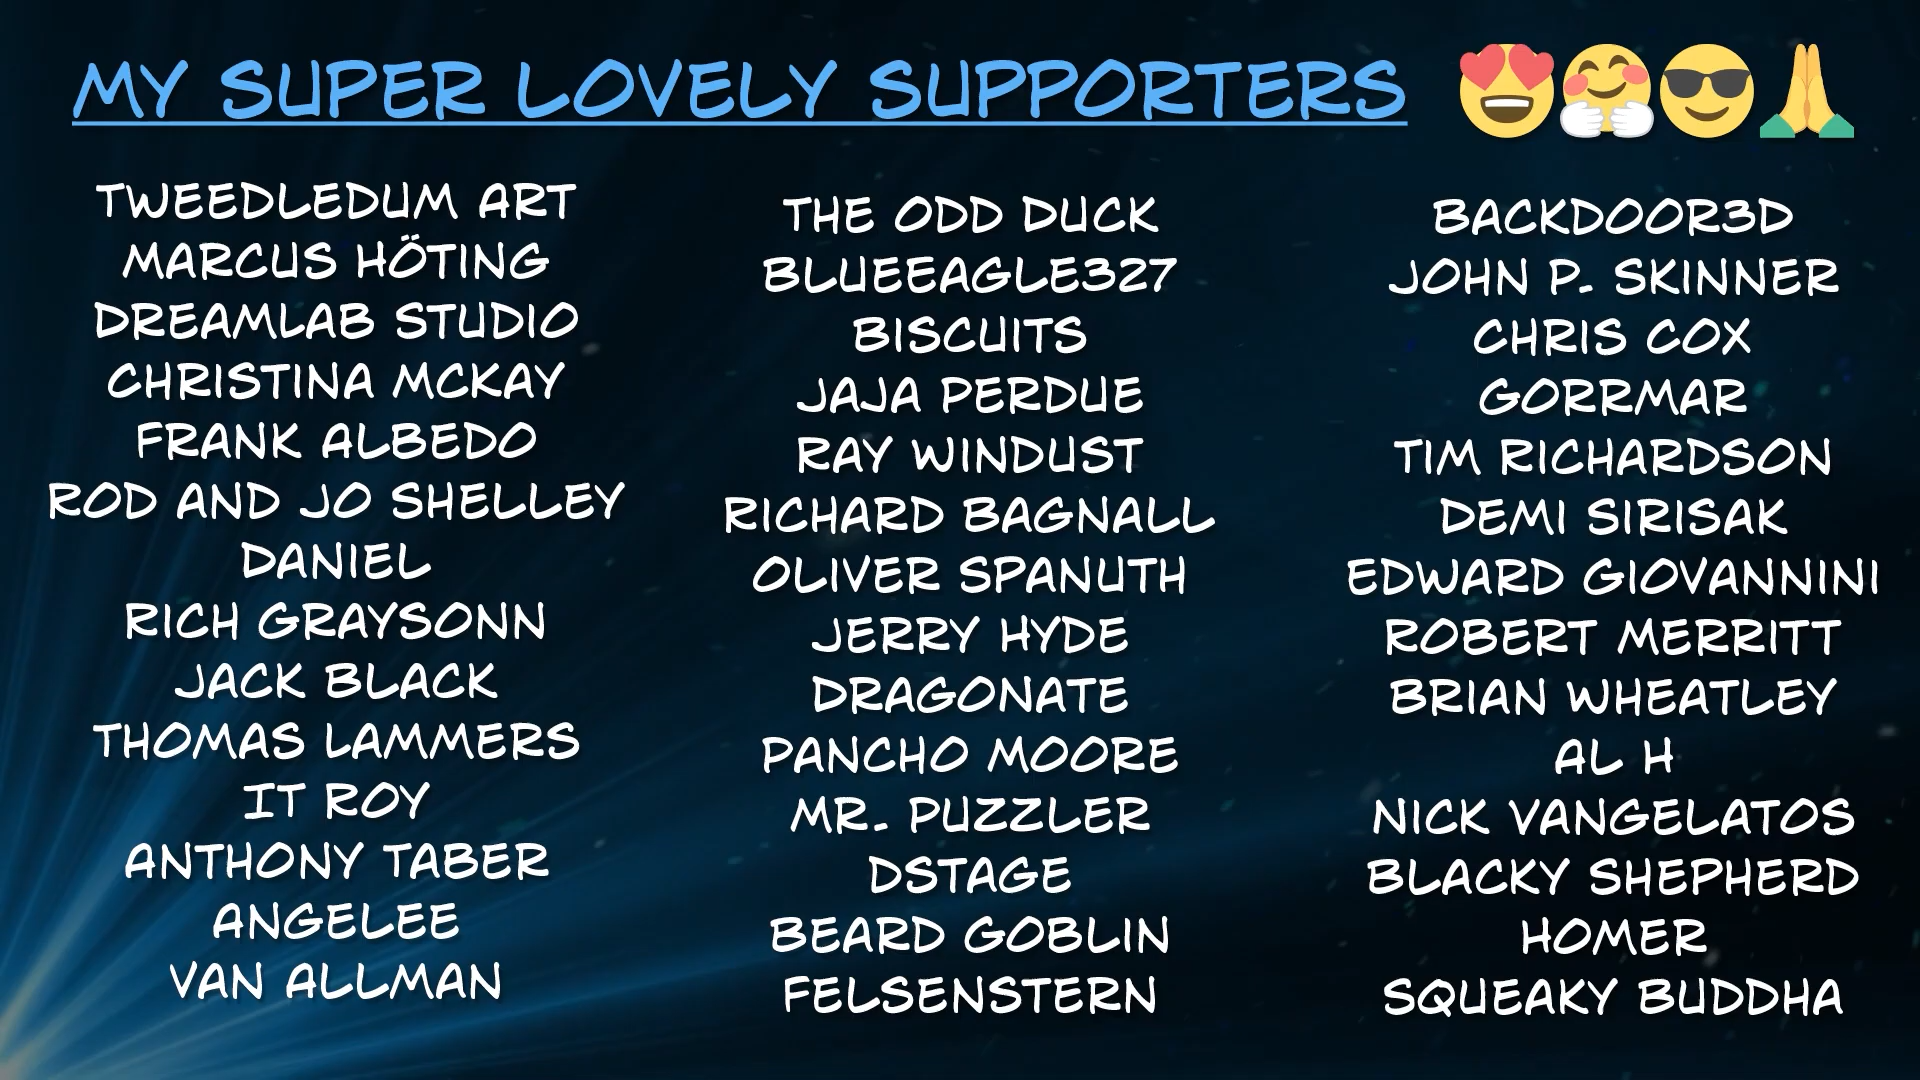 MY SUPER LOVELY SUPPORTERS 😍🤗😎🙏
TWEEDLEDUM ART
MARCUS HÖTING
DREAMLAB STUDIO
CHRISTINA MCKAY
FRANK ALBEDO
ROD AND JO SHELLEY
DANIEL
RICH GRAYSONN
JACK BLACK
THOMAS LAMMERS
IT ROY
ANTHONY TABER
ANGELEE
VAN ALLMAN
THE ODD DUCK
BLUEEAGLE327
BISCUITS
JAJA PERDUE
RAY WINDUST
RICHARD BAGNALL
OLIVER SPANUTH
JERRY HYDE
DRAGONATE
PANCHO MOORE
MR. PUZZLER
DSTAGE
BEARD GOBLIN
FELSENSTERN
BACKDOOR3D
JOHN P. SKINNER
CHRIS COX
GORRMAR
TIM RICHARDSON
DEMI SIRISAK
EDWARD GIOVANNINI
ROBERT MERRITT
BRIAN WHEATLEY
AL H
NICK VANGELATOS
BLACKY SHEPHERD
HOMER
SQUEAKY BUDDHA